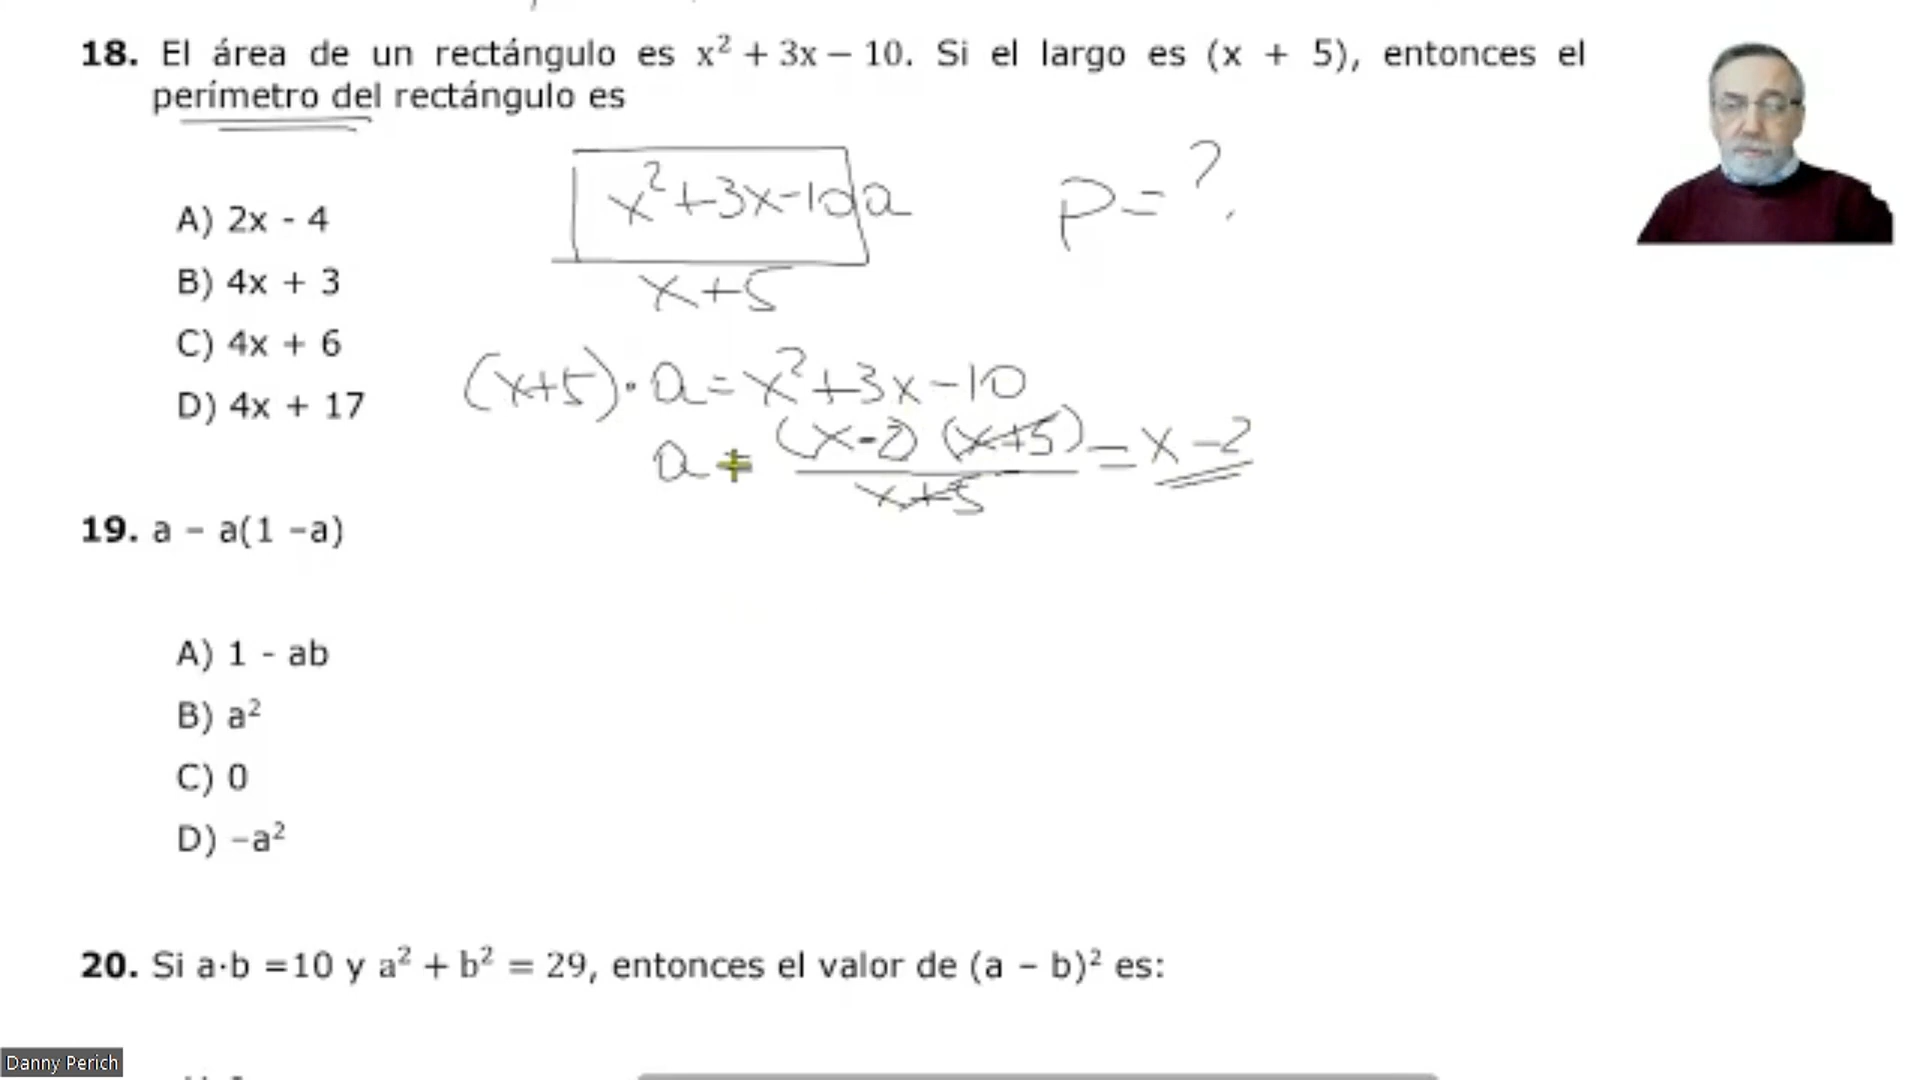 18. El área de un rectángulo es x² + 3x – 10. Si el largo es (x + 5), entonces el
perímetro del rectángulo es
x²+3x-10 a
P=?
A) 2x - 4
B) 4x + 3
x+5
C) 4x + 6
(x+5)·a=x²+3x-10
D) 4x + 17
a = (x-2)(x+5) = x-2
x+5
19. a – a(1 –a)
A) 1 - ab
B) a²
C) 0
D) –a²
20. Si a·b =10 y a² + b² = 29, entonces el valor de (a – b)² es:
Danny Perich